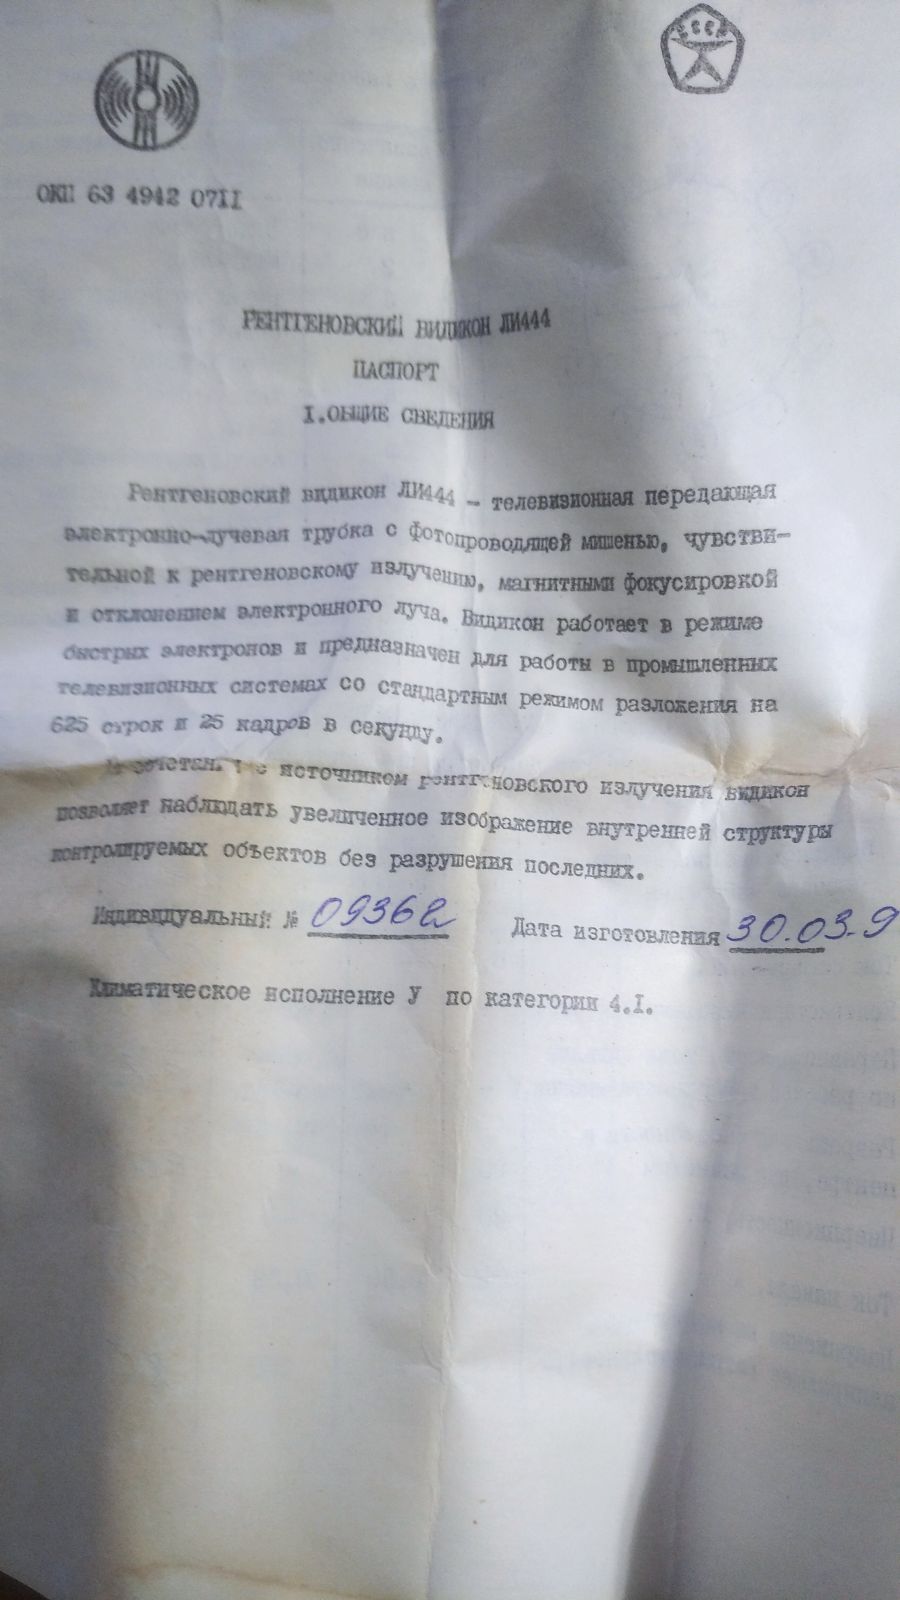 СССР
ОКП 63 4942 07II
РЕНТГЕНОВСКИЙ ВИДИКОН ЛИ444
ПАСПОРТ
I.ОБЩИЕ СВЕДЕНИЯ
Рентгеновский видикон ЛИ444 – телевизионная передающая
электронно-лучевая трубка с фотопроводящей мишенью, чувстви-
тельной к рентгеновскому излучению, магнитными фокусировкой
и отклонением электронного луча. Видикон работает в режиме
быстрых электронов и предназначен для работы в промышленных
телевизионных системах со стандартным режимом разложения на
625 строк и 25 кадров в секунду.
источником рентгеновского излучения видикон
позволяет наблюдать увеличенное изображение внутренней структуры
контролируемых объектов без разрушения последних.
Индивидуальный № Дата изготовления 30.03.9
Климатическое исполнение У по категории 4.I.